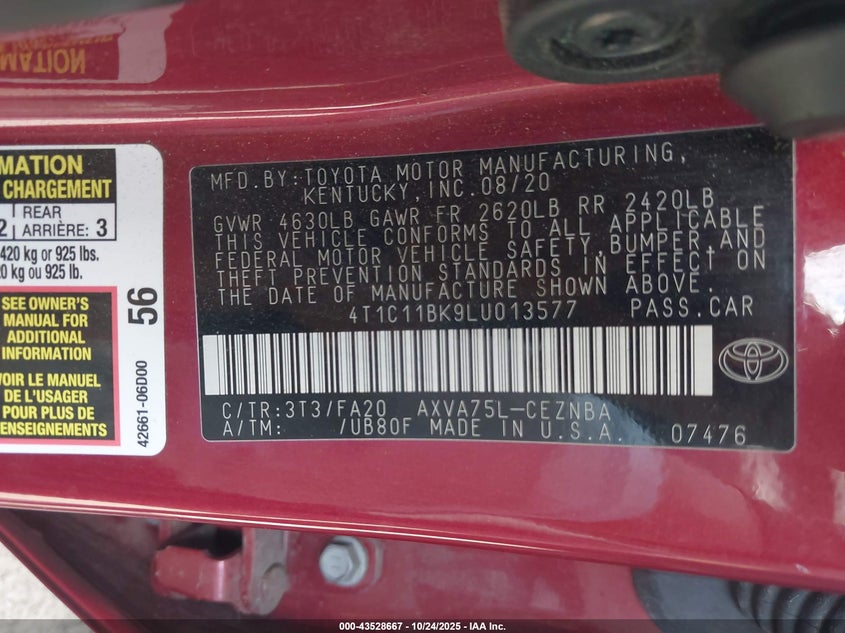 MATION
MATION
CHARGEMENT
2 REAR ARRIÈRE: 3
420 kg or 925 lbs.
0 kg ou 925 lb.
SEE OWNER'S
MANUAL FOR
ADDITIONAL
INFORMATION
VOIR LE MANUEL
DE L'USAGER
POUR PLUS DE
RENSEIGNEMENTS
56
42661-06D00
MFD.BY:TOYOTA MOTOR MANUFACTURING,
KENTUCKY,INC.08/20
GVWR 4630LB GAWR FR 2620LB RR 2420LB
THIS VEHICLE CONFORMS TO ALL APPLICABLE
FEDERAL MOTOR VEHICLE SAFETY,BUMPER,AND
THEFT PREVENTION STANDARDS IN EFFECT ON
THE DATE OF MANUFACTURE SHOWN ABOVE.
4T1C11BK9LU013577 PASS.CAR
C/TR:3T3/FA20 AXVA75L-CEZNBA
A/TM: /UB80F MADE IN U.S.A. 07476
000-43528667 - 10/24/2025 - IAA Inc.